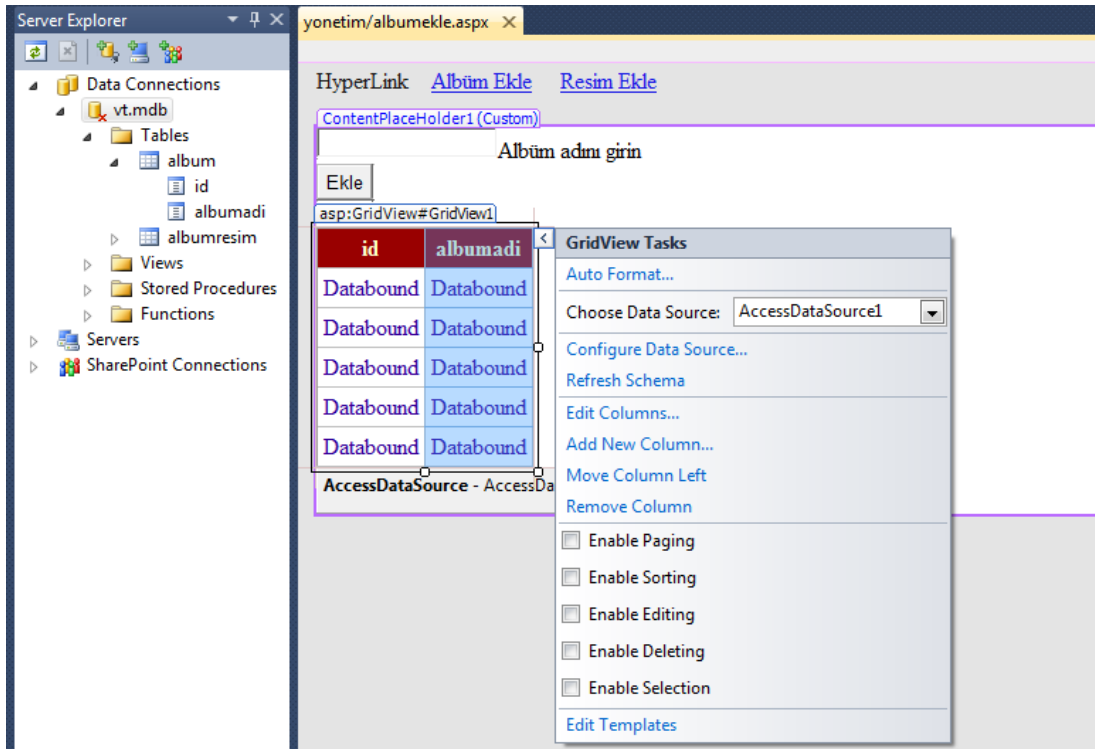 Server Explorer
Data Connections
vt.mdb
Tables
album
id
albumadi
albumresim
Views
Stored Procedures
Functions
Servers
SharePoint Connections
yonetim/albumekle.aspx
HyperLink Albüm Ekle Resim Ekle
ContentPlaceHolder1 (Custom)
Albüm adını girin
Ekle
asp:GridView#GridView1
id albumadi
Databound Databound
Databound Databound
Databound Databound
Databound Databound
Databound Databound
AccessDataSource - AccessDa
GridView Tasks
Auto Format...
Choose Data Source: AccessDataSource1
Configure Data Source...
Refresh Schema
Edit Columns...
Add New Column...
Move Column Left
Remove Column
Enable Paging
Enable Sorting
Enable Editing
Enable Deleting
Enable Selection
Edit Templates